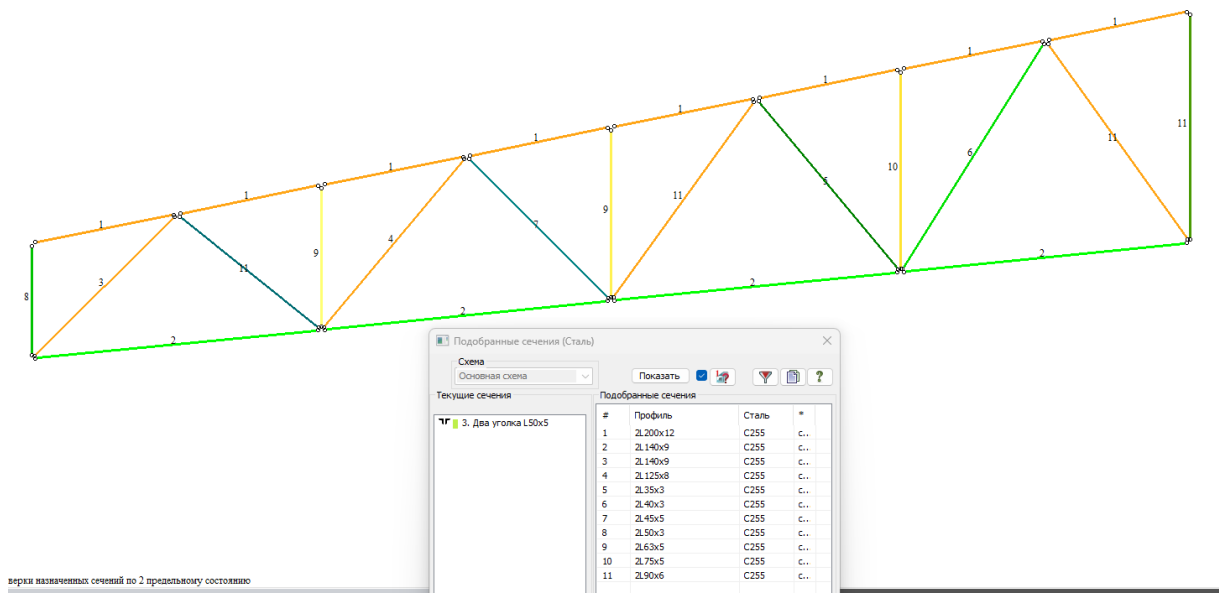 1
1
1
1
1
1
1
1
11
10
6
11
5
11
9
7
4
9
11
3
8
2
2
2
2
Подобранные сечения (Сталь)
Схема
Основная схема
Показать
?
Текущие сечения
Подобранные сечения
3. Два уголка L50x5
# Профиль Сталь *
1 2L200x12 C255 с..
2 2L140x9 C255 с..
3 2L140x9 C255 с..
4 2L125x8 C255 с..
5 2L35x3 C255 с..
6 2L40x3 C255 с..
7 2L45x5 C255 с..
8 2L50x3 C255 с..
9 2L63x5 C255 с..
10 2L75x5 C255 с..
11 2L90x6 C255 с..
верки назначенных сечений по 2 предельному состоянию